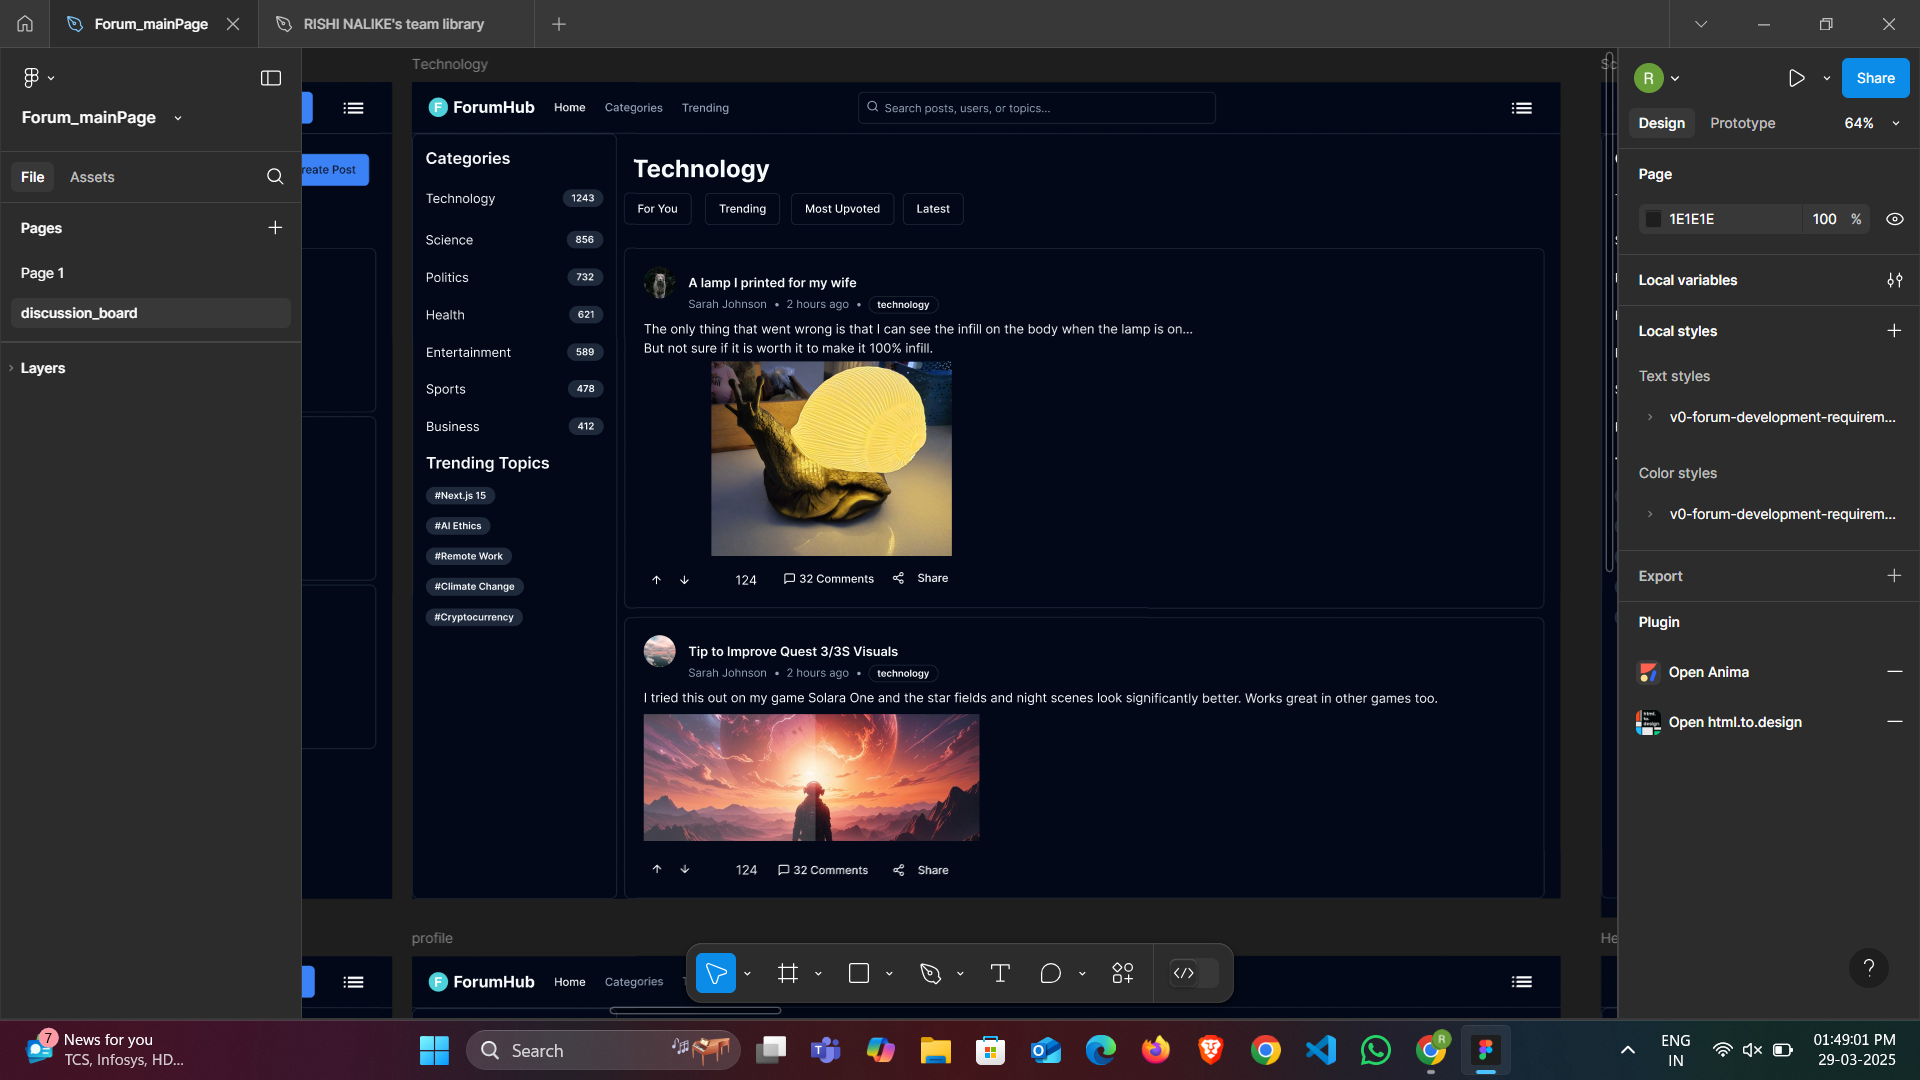 Forum_mainPage
RISHI NALIKE's team library
Forum_mainPage
File
Assets
Pages
Page 1
discussion_board
Layers
reate Post
Technology
F ForumHub
Home
Categories
Trending
Search posts, users, or topics...
Categories
Technology 1243
Science 856
Politics 732
Health 621
Entertainment 589
Sports 478
Business 412
Trending Topics
#Next.js 15
#AI Ethics
#Remote Work
#Climate Change
#Cryptocurrency
Technology
For You
Trending
Most Upvoted
Latest
A lamp I printed for my wife
Sarah Johnson • 2 hours ago • technology
The only thing that went wrong is that I can see the infill on the body when the lamp is on...
But not sure if it is worth it to make it 100% infill.
124
32 Comments
Share
Tip to Improve Quest 3/3S Visuals
Sarah Johnson • 2 hours ago • technology
I tried this out on my game Solara One and the star fields and night scenes look significantly better. Works great in other games too.
124
32 Comments
Share
profile
F ForumHub
Home
Categories
Sc
He
R
Share
Design
Prototype
64%
Page
1E1E1E
100 %
Local variables
Local styles
Text styles
v0-forum-development-requirem...
Color styles
v0-forum-development-requirem...
Export
Plugin
Open Anima
html.to.design
Open html.to.design
?
7
News for you
TCS, Infosys, HD...
Search
R
ENG
IN
01:49:01 PM
29-03-2025